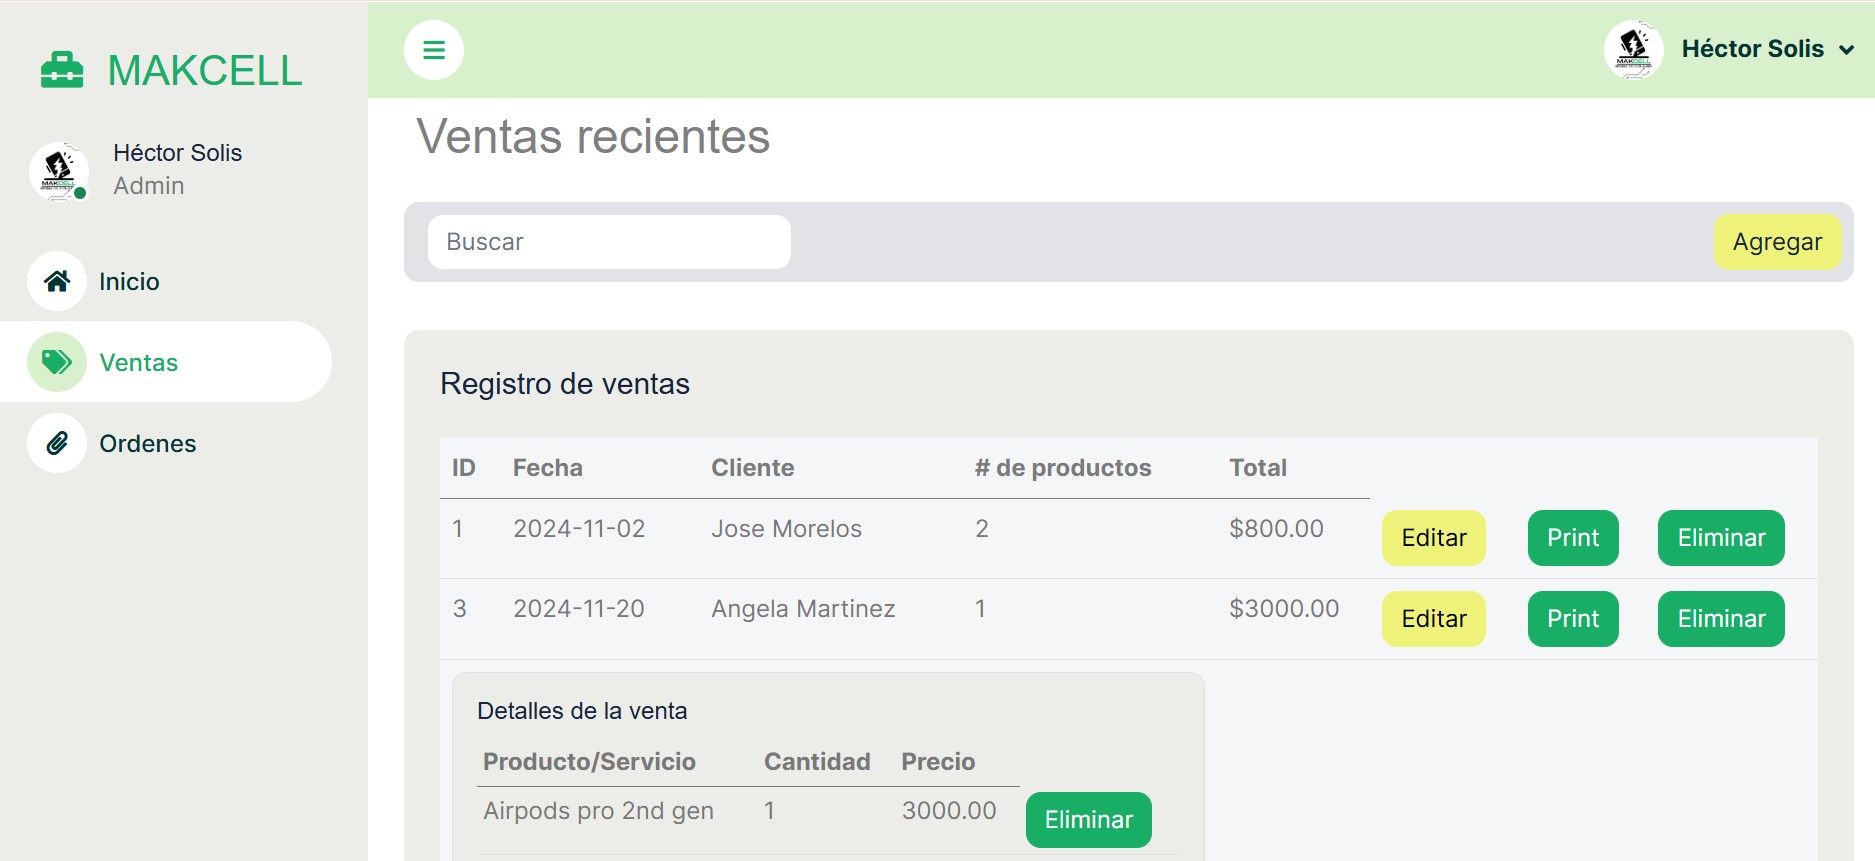 MAKCELL
Héctor Solis
Héctor Solis
Admin
Inicio
Ventas
Ordenes
Ventas recientes
Buscar
Agregar
Registro de ventas
ID Fecha Cliente # de productos Total
1 2024-11-02 Jose Morelos 2 $800.00 Editar Print Eliminar
3 2024-11-20 Angela Martinez 1 $3000.00 Editar Print Eliminar
Detalles de la venta
Producto/Servicio Cantidad Precio
Airpods pro 2nd gen 1 3000.00 Eliminar